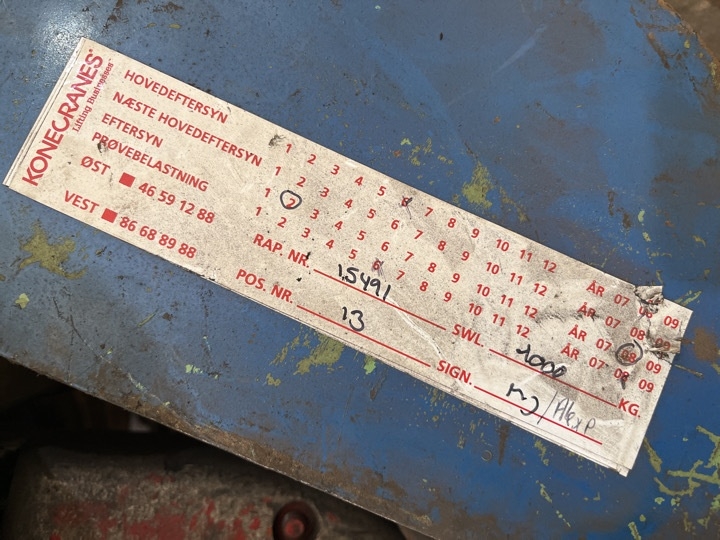 KONECRANES®
Lifting Businesses™
HOVEDEFTERSYN 1 2 3 4 5 6 7 8 9 10 11 12 ÅR 07 08 09
NÆSTE HOVEDEFTERSYN 1 2 3 4 5 6 7 8 9 10 11 12 ÅR 07 08 09
EFTERSYN 1 2 3 4 5 6 7 8 9 10 11 12 ÅR 07 08 09
PRØVEBELASTNING 1 2 3 4 5 6 7 8 9 10 11 12 ÅR 07 08 09
ØST ■ 46 59 12 88 RAP. NR. 15491 SWL. 1000 KG.
VEST ■ 86 68 89 88 POS. NR. 13 SIGN. /Alex P